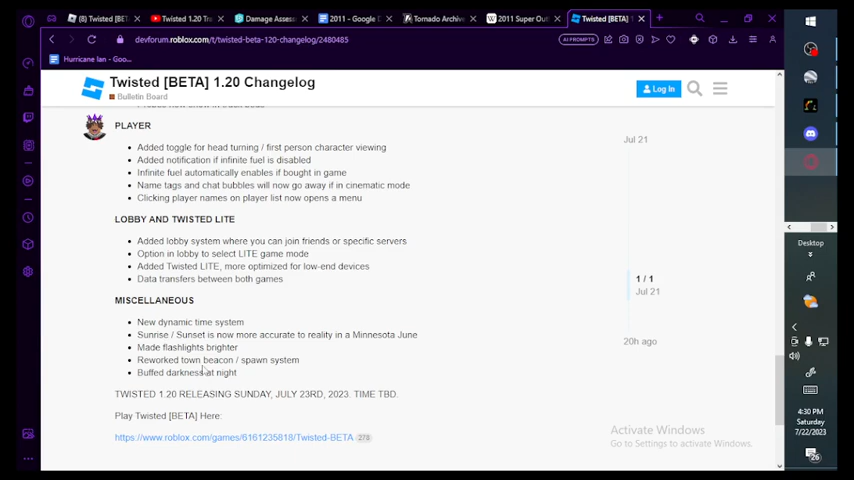 (8) Twisted [BET
Twisted 1.20 Tr
Damage Asses
2011 - Google D
Tornado Archiv
2011 Super Out
Twisted [BETA]
devforum.roblox.com/t/twisted-beta-120-changelog/2480485
AI PROMPTS
Hurricane Ian - Goo...
Twisted [BETA] 1.20 Changelog
Bulletin Board
Log In
PLAYER
Added toggle for head turning / first person character viewing
Added notification if infinite fuel is disabled
Infinite fuel automatically enables if bought in game
Name tags and chat bubbles will now go away if in cinematic mode
Clicking player names on player list now opens a menu
LOBBY AND TWISTED LITE
Added lobby system where you can join friends or specific servers
Option in lobby to select LITE game mode
Added Twisted LITE, more optimized for low-end devices
Data transfers between both games
MISCELLANEOUS
New dynamic time system
Sunrise / Sunset is now more accurate to reality in a Minnesota June
Made flashlights brighter
Reworked town beacon / spawn system
Buffed darkness at night
TWISTED 1.20 RELEASING SUNDAY, JULY 23RD, 2023. TIME TBD.
Play Twisted [BETA] Here:
https://www.roblox.com/games/6161235818/Twisted-BETA 278
Jul 21
1 / 1
Jul 21
20h ago
Activate Windows
Go to Settings to activate Windows.
Desktop
4:30 PM
Saturday
7/22/2023
26